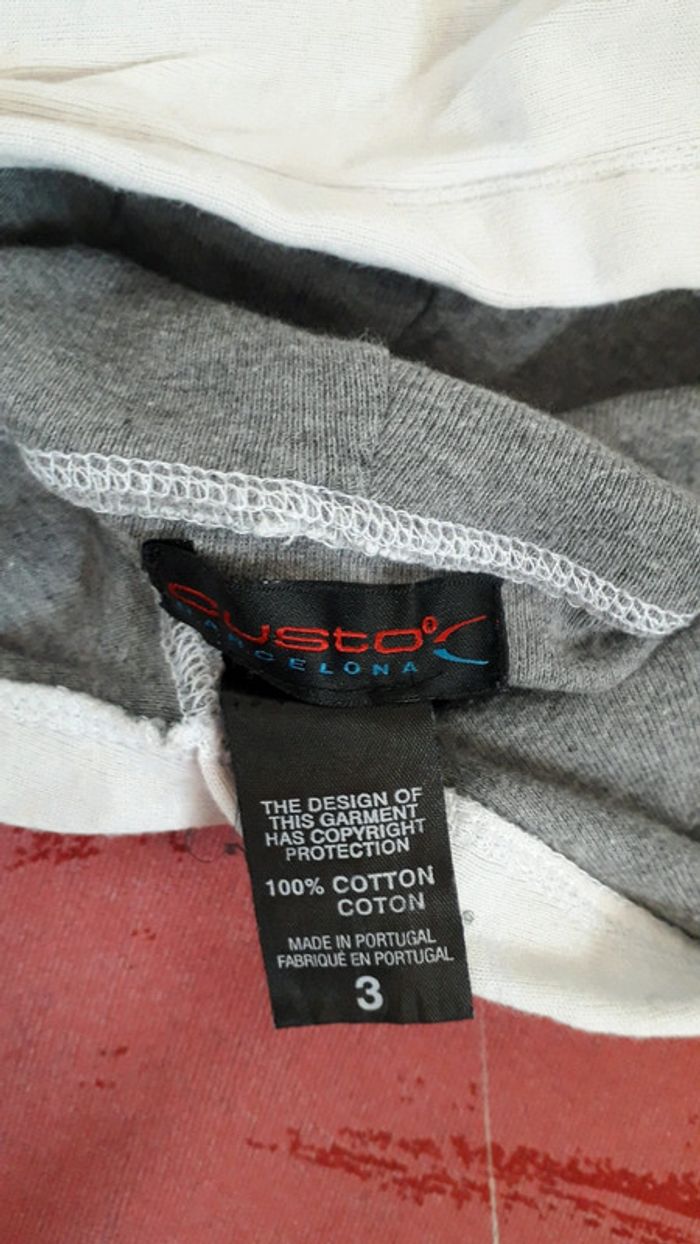 custo®
BARCELONA
THE DESIGN OF
THIS GARMENT
HAS COPYRIGHT
PROTECTION
100% COTTON
COTON
MADE IN PORTUGAL
FABRIQUÉ EN PORTUGAL
3